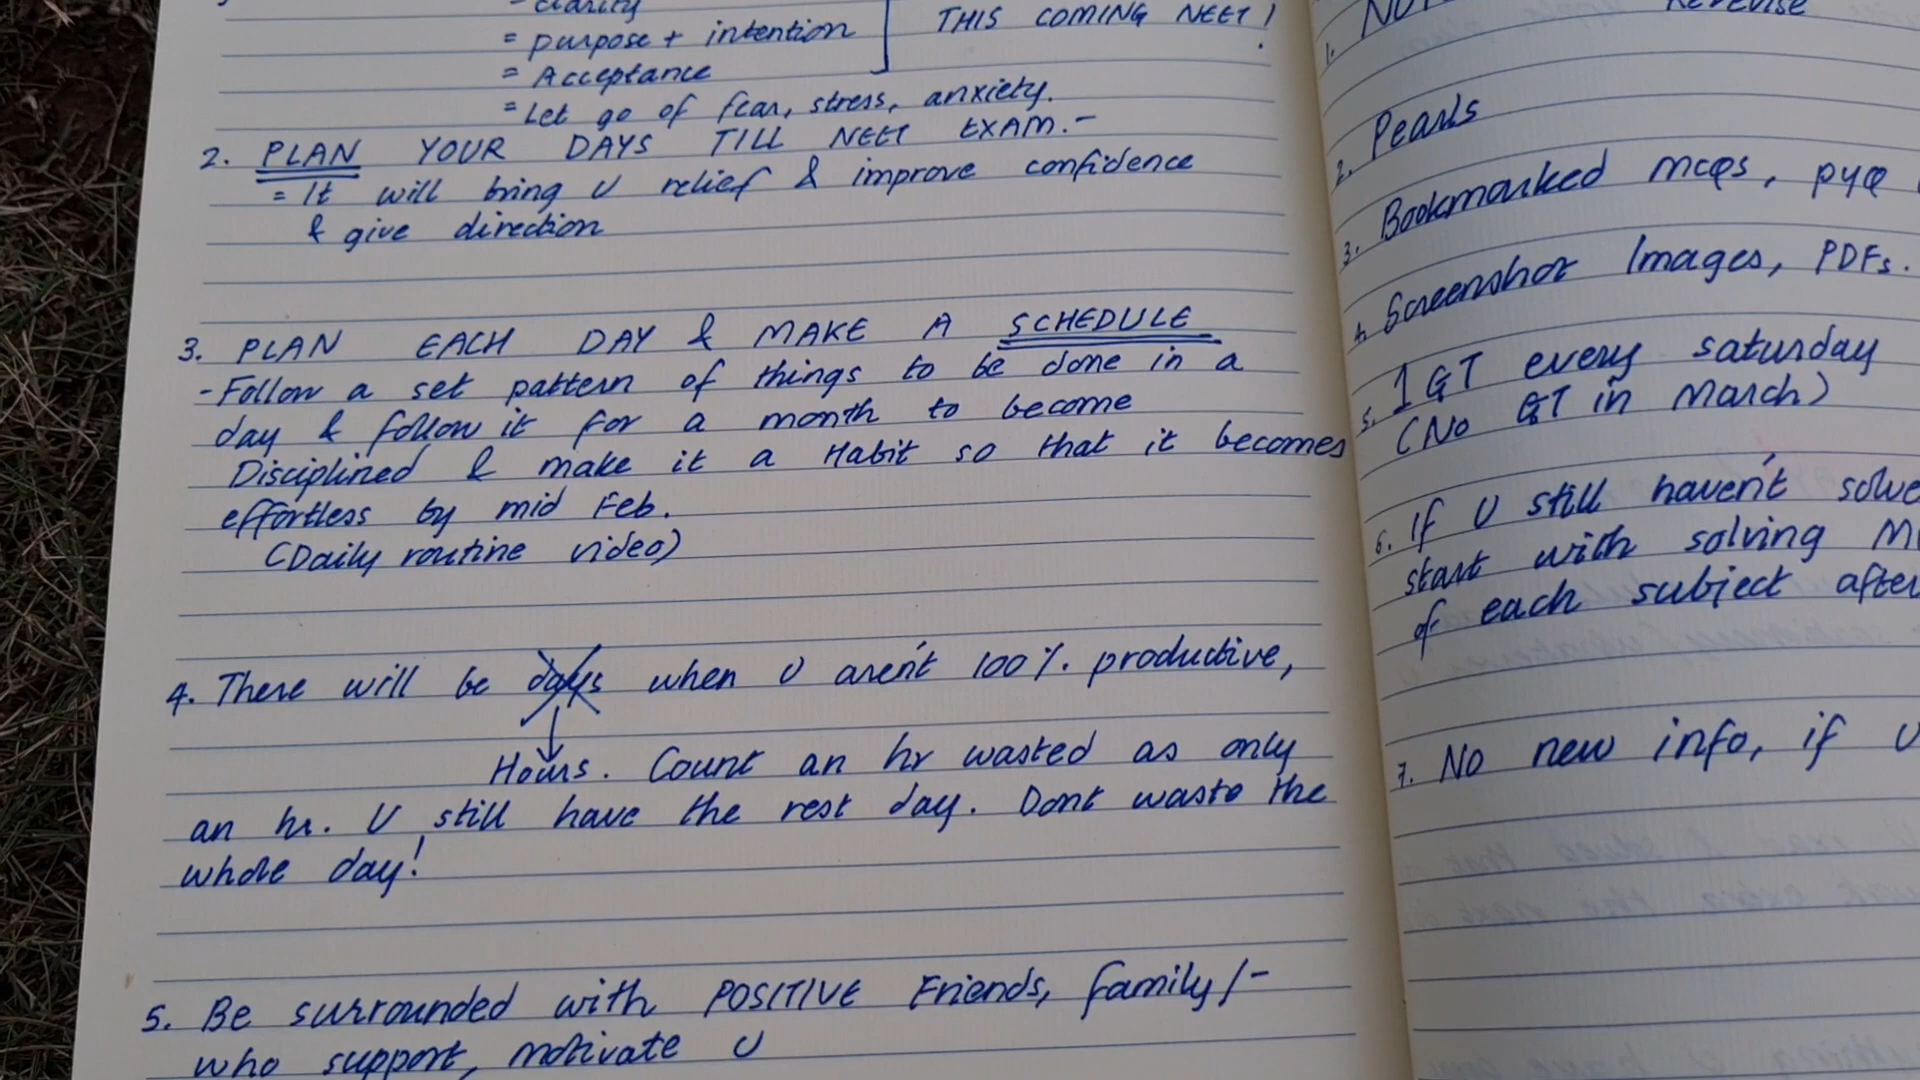 = clarity
= purpose + intention
= Acceptance
= Let go of fear, stress, anxiety.
THIS COMING NEET!
2. PLAN YOUR DAYS TILL NEET EXAM.-
= It will bring U relief & improve confidence
& give direction
3. PLAN EACH DAY & MAKE A SCHEDULE
- Follow a set pattern of things to be done in a
day & follow it for a month to become
Disciplined & make it a Habit so that it becomes
effortless by mid Feb.
(Daily routine video)
4. There will be days when U aren't 100% productive,
Hours. Count an hr wasted as only
an hr. U still have the rest day. Dont waste the
whole day!
5. Be surrounded with POSITIVE Friends, family/-
who support, motivate U
1.
2. Pearls
3. Bookmarked mcqs, pyq
4. Screenshot Images, PDFs.
5. 1 GT every saturday
(No GT in March)
6. If U still haven't solve
start with solving M
of each subject after
7. No new info, if U